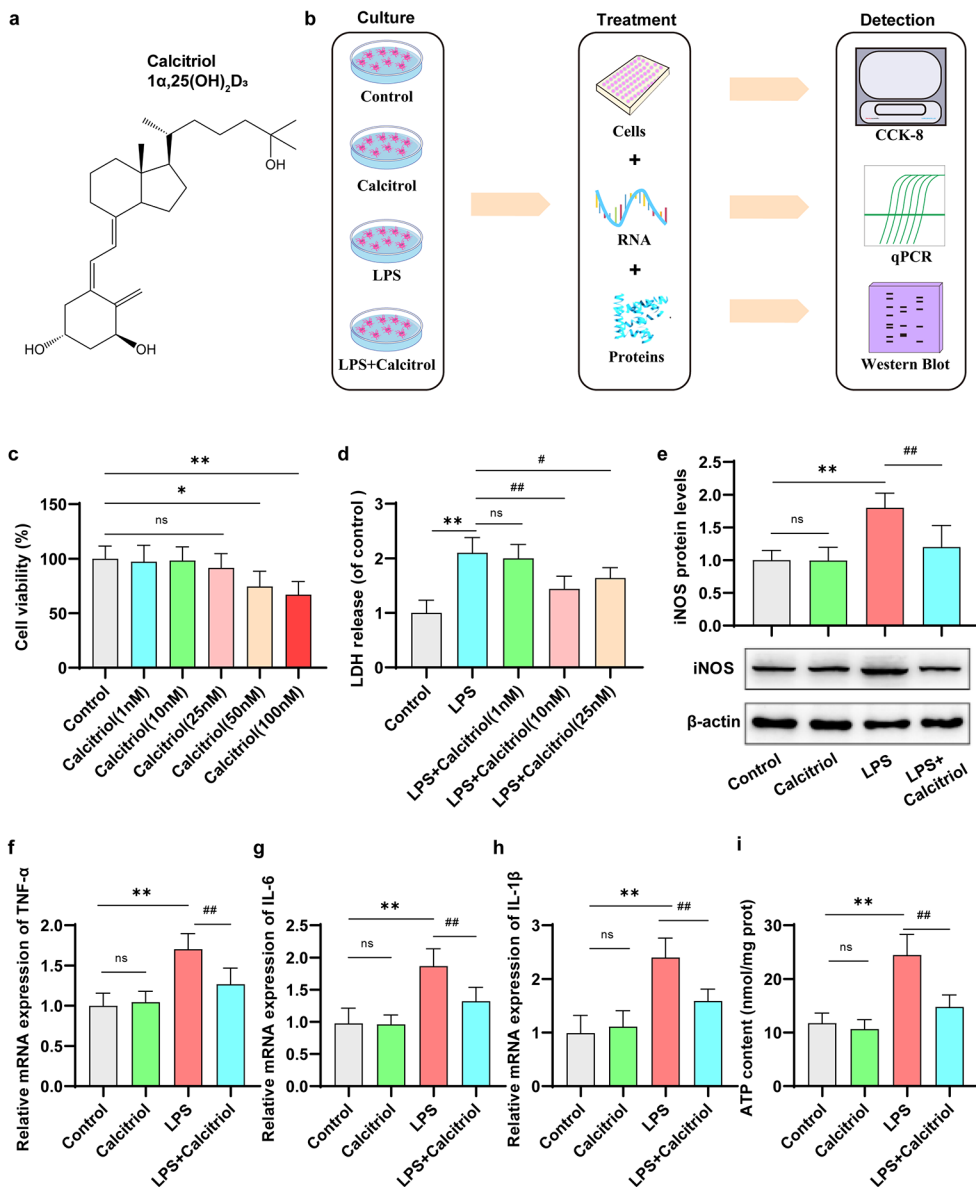 a
Calcitriol
1α,25(OH)₂D₃
OH
HO
OH
b
Culture
Treatment
Detection
Control
Calcitrol
LPS
LPS+Calcitrol
Cells
+
RNA
+
Proteins
CCK-8
qPCR
Western Blot
c
Cell viability (%)
150
100
50
0
**
*
ns
Control
Calcitriol(1nM)
Calcitriol(10nM)
Calcitriol(25nM)
Calcitriol(50nM)
Calcitriol(100nM)
d
LDH release (of control )
3
2
1
0
#
##
**
ns
Control
LPS
LPS+Calcitriol(1nM)
LPS+Calcitriol(10nM)
LPS+Calcitriol(25nM)
e
iNOS protein levels
2.5
2.0
1.5
1.0
0.5
0.0
**
##
ns
iNOS
β-actin
Control
Calcitriol
LPS
LPS+
Calcitriol
f
Relative mRNA expression of TNF-α
2.0
1.5
1.0
0.5
0.0
**
##
ns
Control
Calcitriol
LPS
LPS+Calcitriol
g
Relative mRNA expression of IL-6
2.5
2.0
1.5
1.0
0.5
0.0
**
##
ns
Control
Calcitriol
LPS
LPS+Calcitriol
h
Relative mRNA expression of IL-1β
3
2
1
0
**
##
ns
Control
Calcitriol
LPS
LPS+Calcitriol
i
ATP content (nmol/mg prot)
30
20
10
0
**
##
ns
Control
Calcitriol
LPS
LPS+Calcitriol